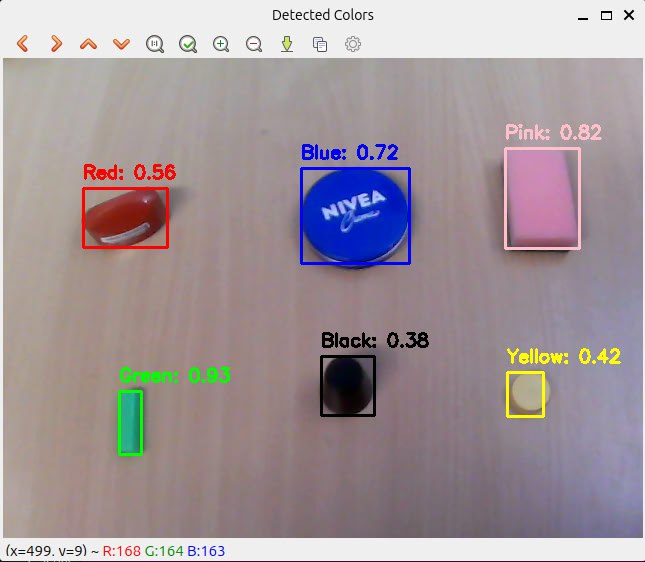 Detected Colors
Pink: 0.82
Blue: 0.72
Red: 0.56
NIVEA
Creme
Black: 0.38
Yellow: 0.42
Green: 0.93
(x=499, y=9) ~ R:168 G:164 B:163